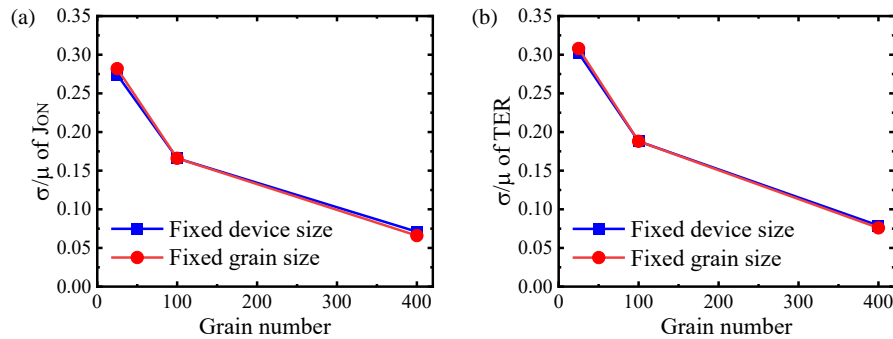 (a)
σ/μ of JON
0.35
0.30
0.25
0.20
0.15
0.10
0.05
0.00
Fixed device size
Fixed grain size
0 100 200 300 400
Grain number
(b)
σ/μ of TER
0.35
0.30
0.25
0.20
0.15
0.10
0.05
0.00
Fixed device size
Fixed grain size
0 100 200 300 400
Grain number